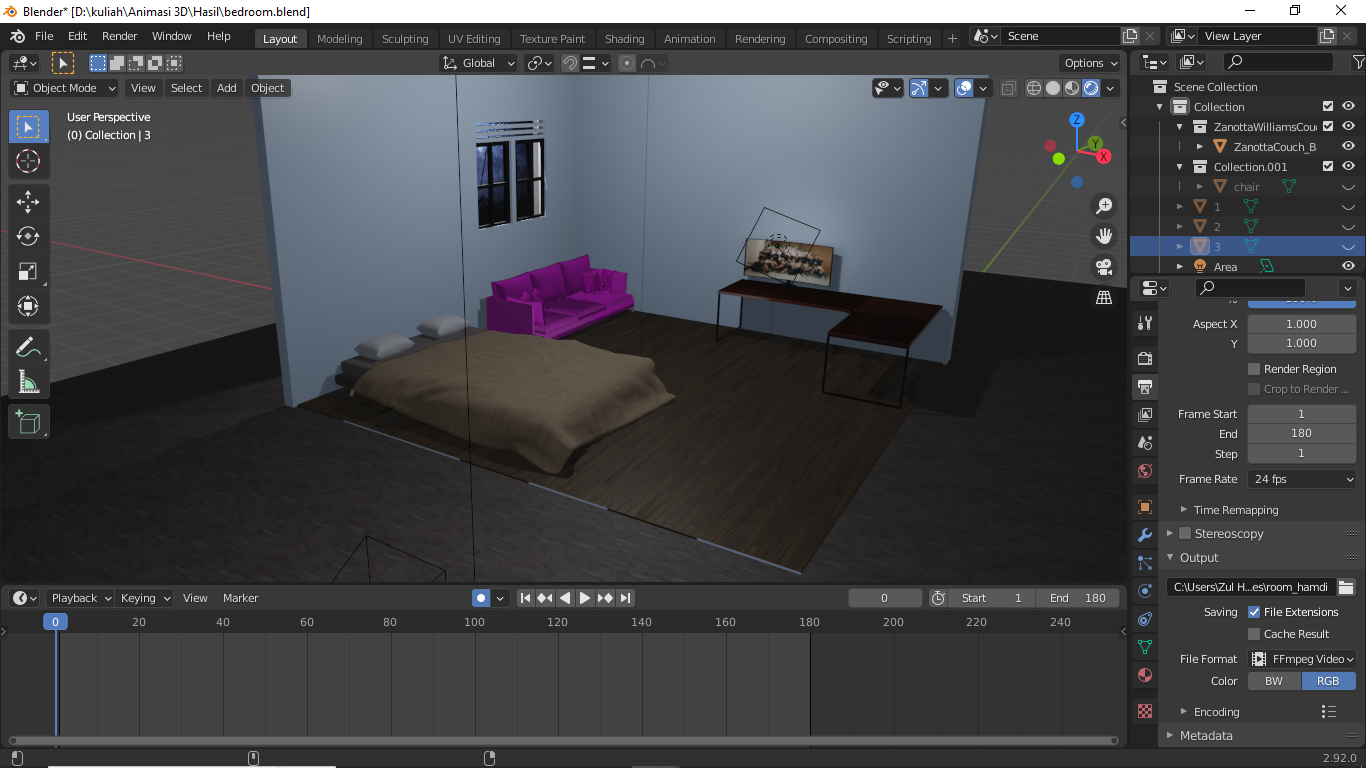 Blender* [D:\kuliah\Animasi 3D\Hasil\bedroom.blend]
File Edit Render Window Help Layout Modeling Sculpting UV Editing Texture Paint Shading Animation Rendering Compositing Scripting + Scene View Layer
Global Options
Object Mode View Select Add Object
User Perspective
(0) Collection | 3
Z
Y
X
Scene Collection
Collection
ZanottaWilliamsCou
ZanottaCouch_B
Collection.001
chair
1
2
3
Area
Aspect X 1.000
Y 1.000
Render Region
Crop to Render ...
Frame Start 1
End 180
Step 1
Frame Rate 24 fps
Time Remapping
Stereoscopy
Output
C:\Users\Zul H...es\room_hamdi
Saving File Extensions
Cache Result
File Format FFmpeg Video
Color BW RGB
Encoding
Metadata
Playback Keying View Marker 0 Start 1 End 180
0 20 40 60 80 100 120 140 160 180 200 220 240
2.92.0